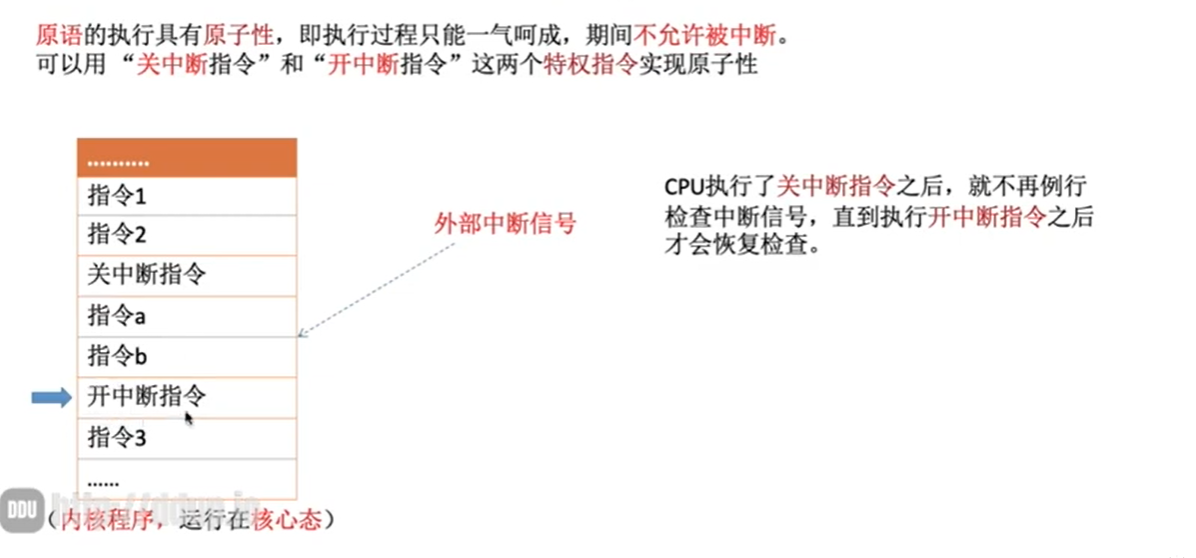 原语的执行具有原子性，即执行过程只能一气呵成，期间不允许被中断。
可以用 “关中断指令”和“开中断指令”这两个特权指令实现原子性
..........
指令1
指令2
关中断指令
指令a
指令b
开中断指令
指令3
......
（内核程序，运行在核心态）
外部中断信号
CPU执行了关中断指令之后，就不再例行
检查中断信号，直到执行开中断指令之后
才会恢复检查。
DDU